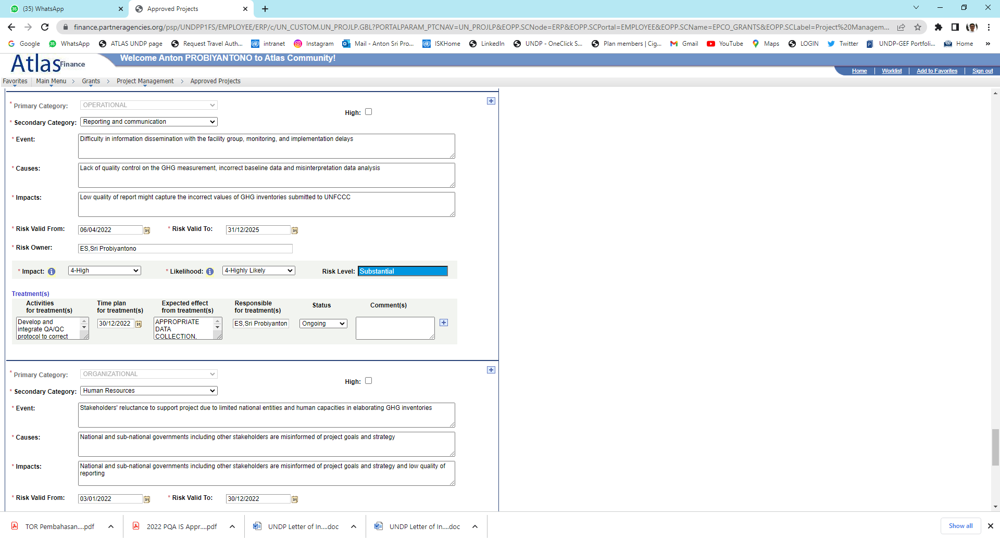 (35) WhatsApp
Approved Projects
finance.partneragencies.org/psp/UNDPP1FS/EMPLOYEE/ERP/c/UN_CUSTOM.UN_PROJLP.GBL?PORTALPARAM_PTCNAV=UN_PROJLP&EOPP.SCNode=ERP&EOPP.SCPortal=EMPLOYEE&EOPP.SCName=EPCO_GRANTS&EOPP.SCLabel=Project%20Managem...
Google WhatsApp ATLAS UNDP page Request Travel Auth... intranet Instagram Mail - Anton Sri Pro... ISKHome LinkedIn UNDP - OneClick S... Plan members | Cig... Gmail YouTube Maps LOGIN Twitter UNDP-GEF Portfoli... Home »
Atlas Finance
Welcome Anton PROBIYANTONO to Atlas Community!
Home Worklist Add to Favorites Sign out
Favorites Main Menu > Grants > Project Management > Approved Projects
* Primary Category: OPERATIONAL
High:
* Secondary Category: Reporting and communication
* Event: Difficulty in information dissemination with the facility group, monitoring, and implementation delays
* Causes: Lack of quality control on the GHG measurement, incorrect baseline data and misinterpretation data analysis
* Impacts: Low quality of report might capture the incorrect values of GHG inventories submitted to UNFCCC
* Risk Valid From: 06/04/2022 * Risk Valid To: 31/12/2025
* Risk Owner: ES,Sri Probiyantono
* Impact: 4-High * Likelihood: 4-Highly Likely Risk Level: Substantial
Treatment(s)
Activities for treatment(s) Time plan for treatment(s) Expected effect from treatment(s) Responsible for treatment(s) Status Comment(s)
Develop and integrate QA/QC protocol to correct 30/12/2022 APPROPRIATE DATA COLLECTION, ES,Sri Probiyanton Ongoing
* Primary Category: ORGANIZATIONAL
High:
* Secondary Category: Human Resources
* Event: Stakeholders' reluctance to support project due to limited national entities and human capacities in elaborating GHG inventories
* Causes: National and sub-national governments including other stakeholders are misinformed of project goals and strategy
* Impacts: National and sub-national governments including other stakeholders are misinformed of project goals and strategy and low quality of
reporting
* Risk Valid From: 03/01/2022 * Risk Valid To: 30/12/2022
TOR Pembahasan....pdf 2022 PQA IS Appr....pdf UNDP Letter of In....doc UNDP Letter of In....doc Show all